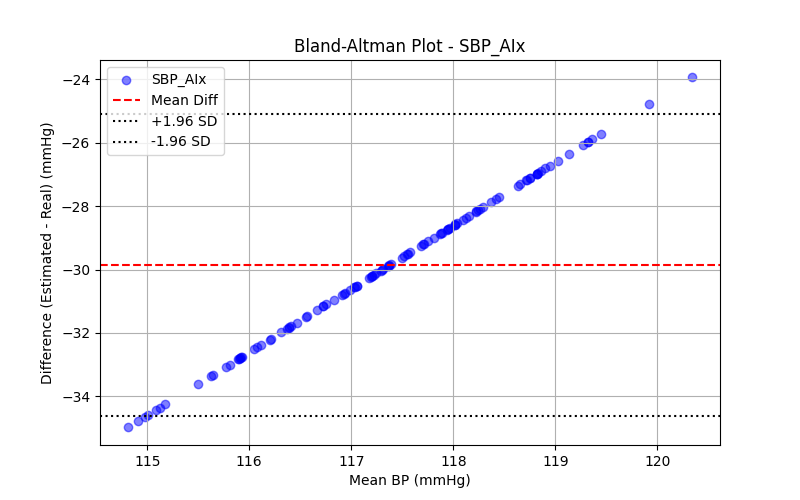 Bland-Altman Plot - SBP_AIx
SBP_AIx
Mean Diff
+1.96 SD
-1.96 SD
Difference (Estimated - Real) (mmHg)
−24
−26
−28
−30
−32
−34
115 116 117 118 119 120
Mean BP (mmHg)